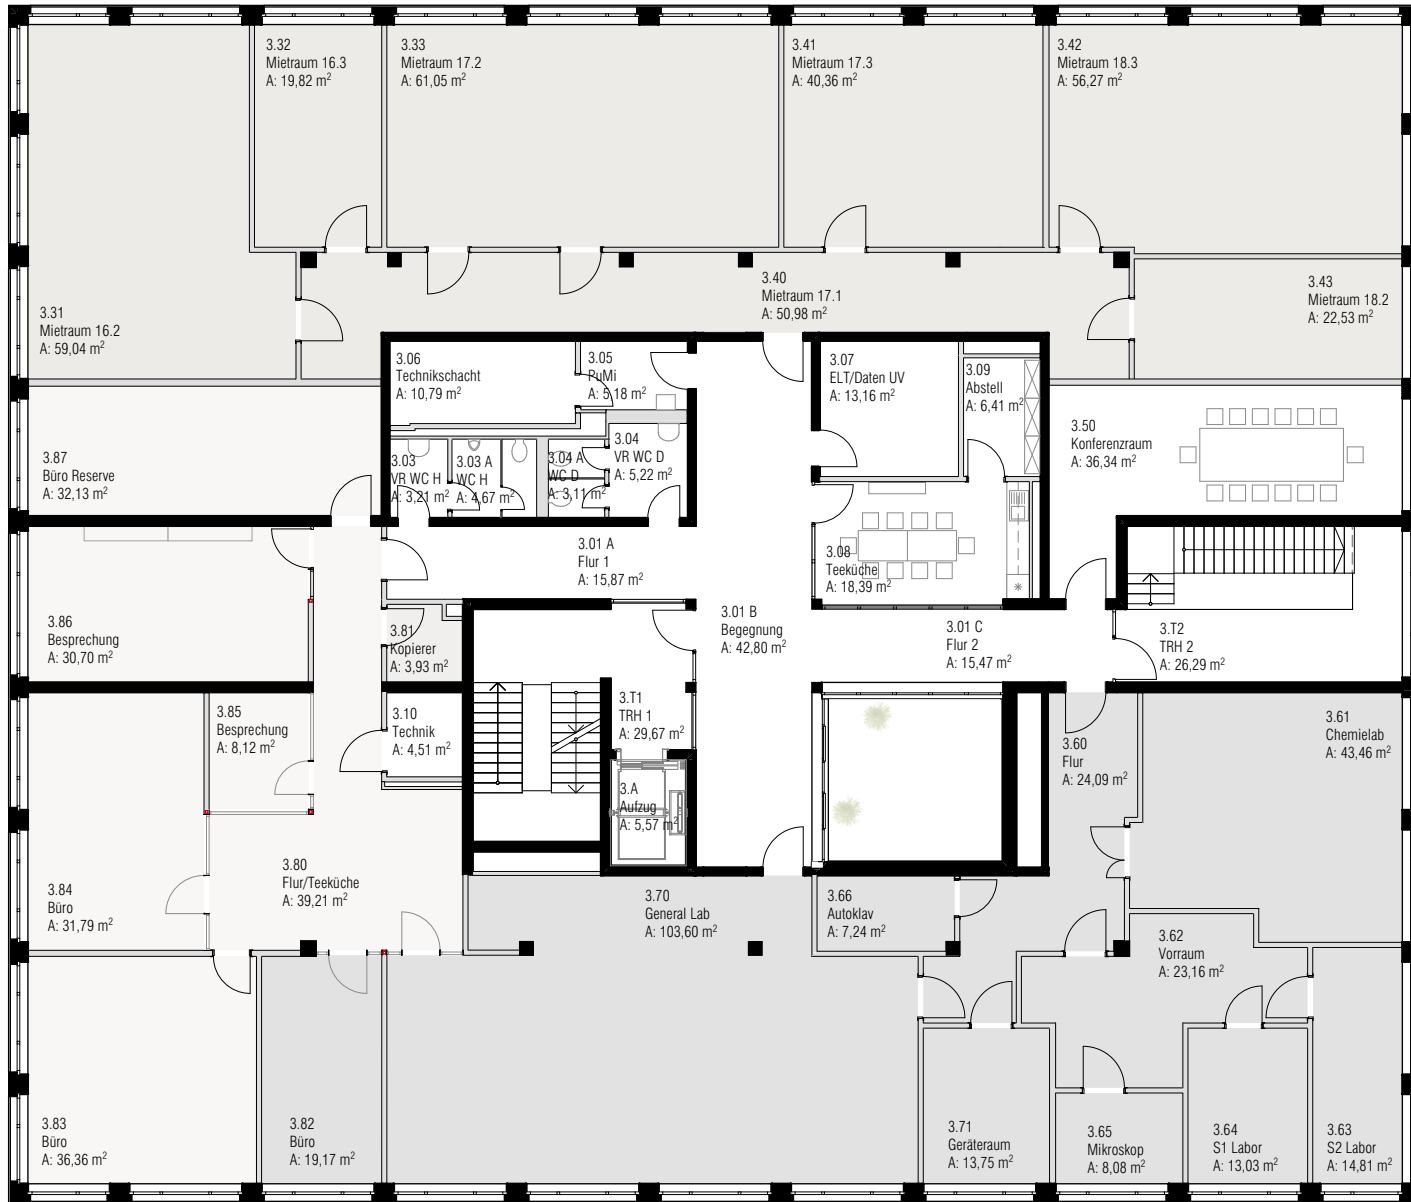 3.32
Mietraum 16.3
A: 19,82 m²
3.33
Mietraum 17.2
A: 61,05 m²
3.41
Mietraum 17.3
A: 40,36 m²
3.42
Mietraum 18.3
A: 56,27 m²
3.31
Mietraum 16.2
A: 59,04 m²
3.40
Mietraum 17.1
A: 50,98 m²
3.43
Mietraum 18.2
A: 22,53 m²
3.06
Technikschacht
A: 10,79 m²
3.05
PuMi
A: 5,18 m²
3.07
ELT/Daten UV
A: 13,16 m²
3.09
Abstell
A: 6,41 m²
3.50
Konferenzraum
A: 36,34 m²
3.87
Büro Reserve
A: 32,13 m²
3.03
VR WC H
A: 3,21 m²
3.03 A
WC H
A: 4,67 m²
3.04 A
WC D
A: 3,11 m²
3.04
VR WC D
A: 5,22 m²
3.01 A
Flur 1
A: 15,87 m²
3.08
Teeküche
A: 18,39 m²
3.86
Besprechung
A: 30,70 m²
3.81
Kopierer
A: 3,93 m²
3.01 B
Begegnung
A: 42,80 m²
3.01 C
Flur 2
A: 15,47 m²
3.T2
TRH 2
A: 26,29 m²
3.85
Besprechung
A: 8,12 m²
3.10
Technik
A: 4,51 m²
3.T1
TRH 1
A: 29,67 m²
3.60
Flur
A: 24,09 m²
3.61
Chemielab
A: 43,46 m²
3.A
Aufzug
A: 5,57 m²
3.84
Büro
A: 31,79 m²
3.80
Flur/Teeküche
A: 39,21 m²
3.70
General Lab
A: 103,60 m²
3.66
Autoklav
A: 7,24 m²
3.62
Vorraum
A: 23,16 m²
3.83
Büro
A: 36,36 m²
3.82
Büro
A: 19,17 m²
3.71
Geräteraum
A: 13,75 m²
3.65
Mikroskop
A: 8,08 m²
3.64
S1 Labor
A: 13,03 m²
3.63
S2 Labor
A: 14,81 m²